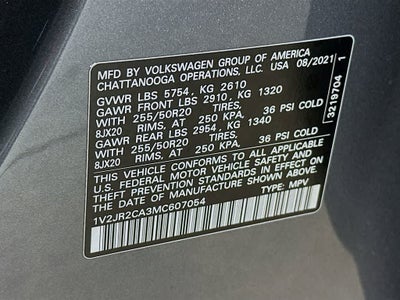 MFD BY VOLKSWAGEN GROUP OF AMERICA
CHATTANOOGA OPERATIONS, LLC. USA 08/2021
GVWR LBS 5754, KG 2610
GAWR FRONT LBS 2910, KG 1320
WITH 255/50R20 TIRES,
8JX20 RIMS, AT 250 KPA. 36 PSI COLD
GAWR REAR LBS 2954, KG 1340
WITH 255/50R20 TIRES,
8JX20 RIMS, AT 250 KPA. 36 PSI COLD
THIS VEHICLE CONFORMS TO ALL APPLICABLE
U.S. FEDERAL MOTOR VEHICLE SAFETY AND
THEFT PREVENTION STANDARDS IN EFFECT ON
THE DATE OF MANUFACTURE SHOWN ABOVE.
1V2JR2CA3MC607054 TYPE: MPV
3219704 1